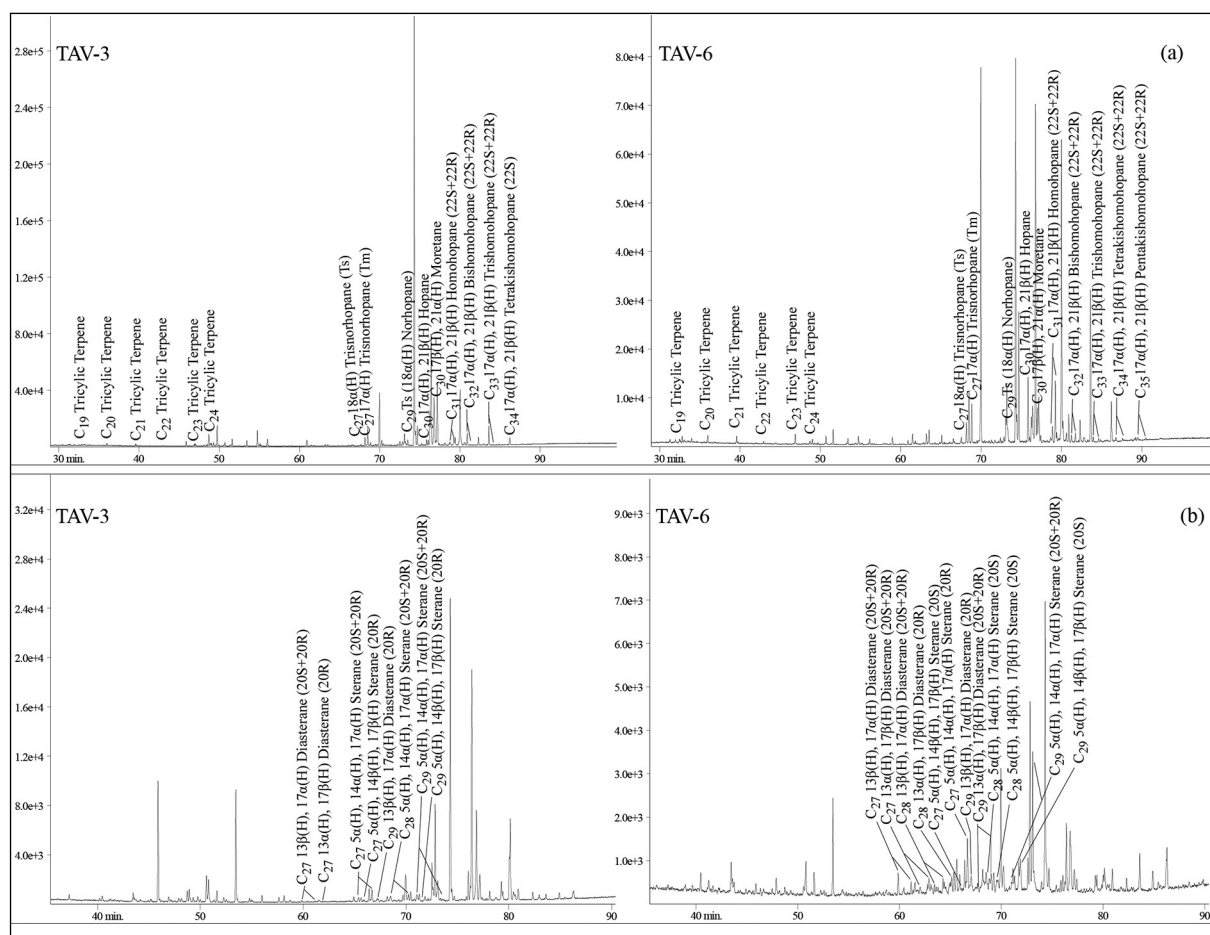 TAV-3
2.8e+5
2.4e+5
2.0e+5
1.6e+5
1.2e+5
8.0e+4
4.0e+4
C19 Tricylic Terpene
C20 Tricylic Terpene
C21 Tricylic Terpene
C22 Tricylic Terpene
C23 Tricylic Terpene
C24 Tricylic Terpene
C27 18α(H) Trisnorhopane (Ts)
C27 17α(H) Trisnorhopane (Tm)
C29 Ts (18α(H) Norhopane)
C30 17α(H), 21β(H) Hopane
C30 17β(H), 21α(H) Moretane
C31 17α(H), 21β(H) Homohopane (22S+22R)
C32 17α(H), 21β(H) Bishomohopane (22S+22R)
C33 17α(H), 21β(H) Trishomohopane (22S+22R)
C34 17α(H), 21β(H) Tetrakishomohopane (22S)
30 min. 40 50 60 70 80 90
TAV-6
(a)
8.0e+4
7.0e+4
6.0e+4
5.0e+4
4.0e+4
3.0e+4
2.0e+4
1.0e+4
C19 Tricylic Terpene
C20 Tricylic Terpene
C21 Tricylic Terpene
C22 Tricylic Terpene
C23 Tricylic Terpene
C24 Tricylic Terpene
C27 18α(H) Trisnorhopane (Ts)
C27 17α(H) Trisnorhopane (Tm)
C29 Ts (18α(H) Norhopane)
C30 17α(H), 21β(H) Hopane
C30 17β(H), 21α(H) Moretane
C31 17α(H), 21β(H) Homohopane (22S+22R)
C32 17α(H), 21β(H) Bishomohopane (22S+22R)
C33 17α(H), 21β(H) Trishomohopane (22S+22R)
C34 17α(H), 21β(H) Tetrakishomohopane (22S+22R)
C35 17α(H), 21β(H) Pentakishomohopane (22S+22R)
30 min. 40 50 60 70 80 90
TAV-3
3.2e+4
2.8e+4
2.4e+4
2.0e+4
1.6e+4
1.2e+4
8.0e+3
4.0e+3
C27 13β(H), 17α(H) Diasterane (20S+20R)
C27 13α(H), 17β(H) Diasterane (20R)
C27 5α(H), 14α(H), 17α(H) Sterane (20S+20R)
C27 5α(H), 14β(H), 17β(H) Sterane (20R)
C29 13β(H), 17α(H) Diasterane (20R)
C28 5α(H), 14α(H), 17α(H) Sterane (20S+20R)
C29 5α(H), 14α(H), 17α(H) Sterane (20S+20R)
C29 5α(H), 14β(H), 17β(H) Sterane (20R)
40 min. 50 60 70 80 90
TAV-6
(b)
9.0e+3
8.0e+3
7.0e+3
6.0e+3
5.0e+3
4.0e+3
3.0e+3
2.0e+3
1.0e+3
C27 13β(H), 17α(H) Diasterane (20S+20R)
C27 13α(H), 17β(H) Diasterane (20S+20R)
C28 13β(H), 17α(H) Diasterane (20S+20R)
C28 13α(H), 17β(H) Diasterane (20R)
C27 5α(H), 14β(H), 17β(H) Sterane (20S)
C27 5α(H), 14α(H), 17α(H) Sterane (20R)
C29 13β(H), 17α(H) Diasterane (20R)
C29 13α(H), 17β(H) Diasterane (20S+20R)
C28 5α(H), 14α(H), 17α(H) Sterane (20S)
C28 5α(H), 14β(H), 17β(H) Sterane (20S)
C29 5α(H), 14α(H), 17α(H) Sterane (20S+20R)
C29 5α(H), 14β(H), 17β(H) Sterane (20S)
40 min. 50 60 70 80 90